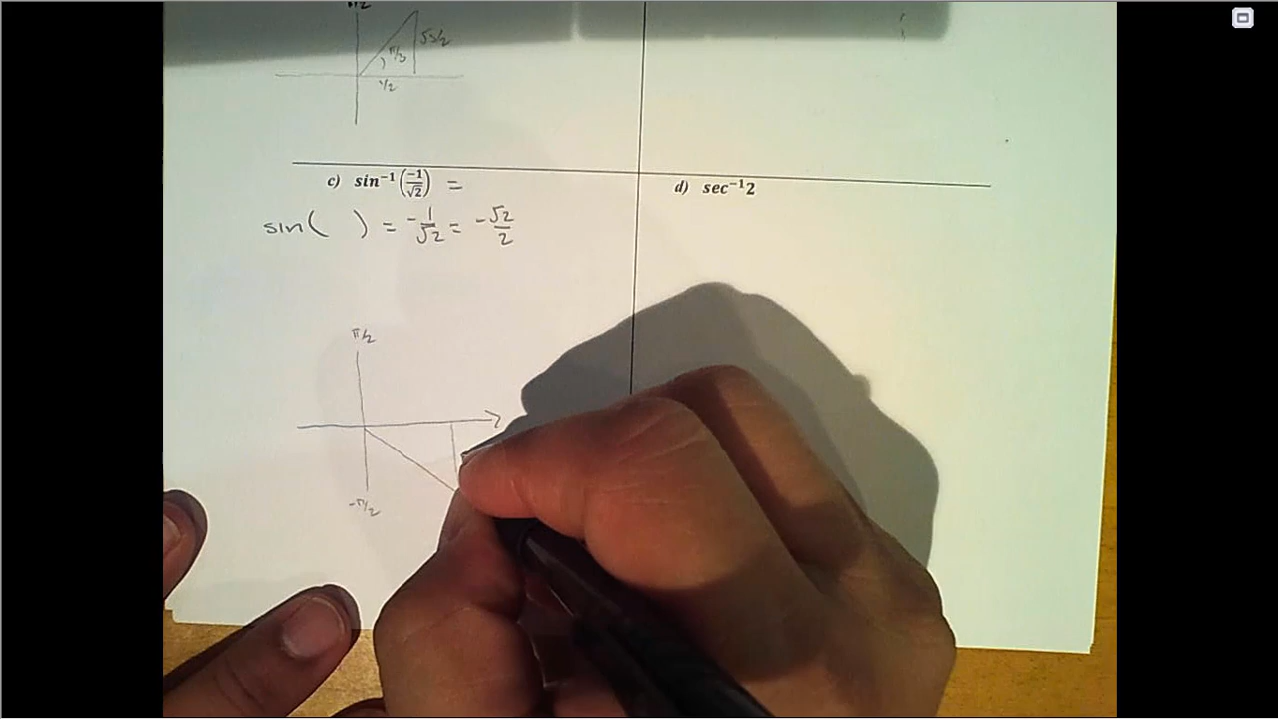 π/2
√3/2
π/3
1/2
c) sin⁻¹(-1/√2) =
d) sec⁻¹2
sin( ) = -1/√2 = -√2/2
π/2
-π/2